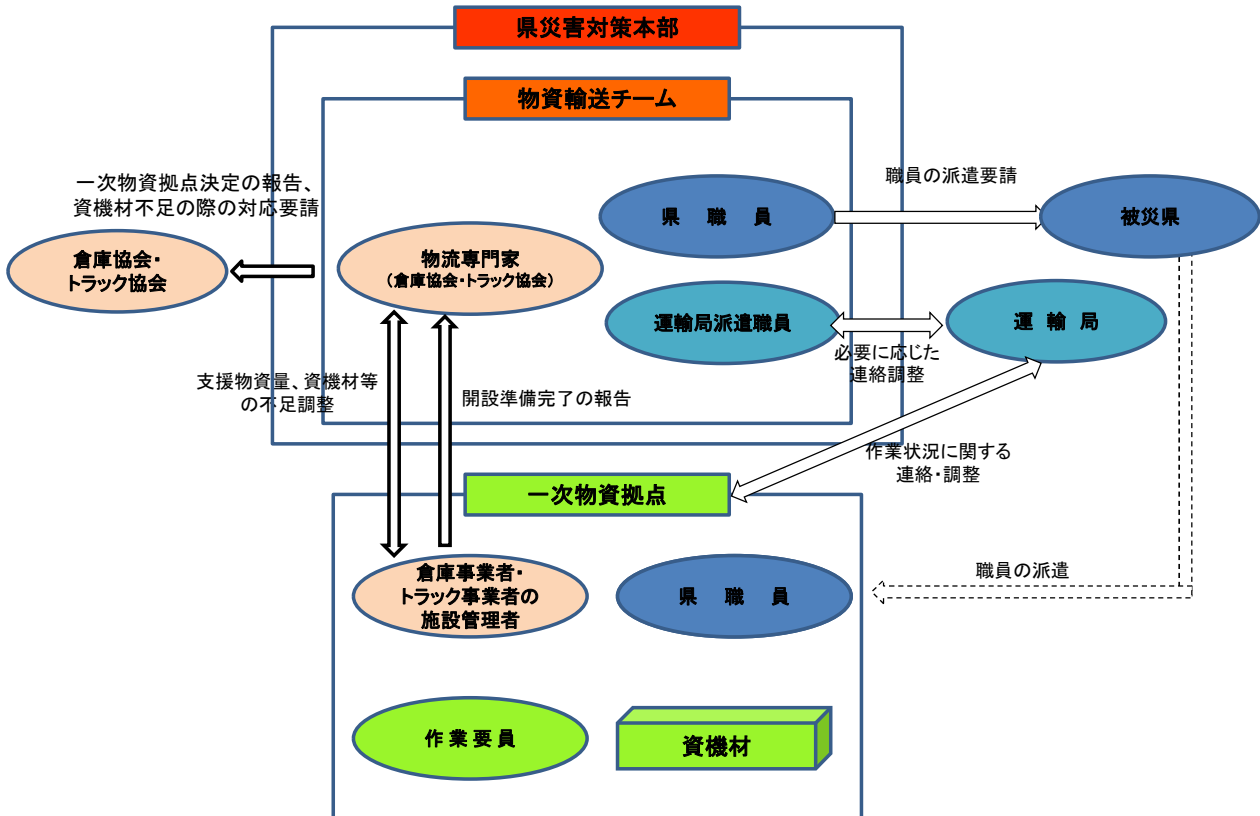 県災害対策本部
物資輸送チーム
一次物資拠点決定の報告、
資機材不足の際の対応要請
職員の派遣要請
県 職 員
被災県
倉庫協会・
トラック協会
物流専門家
(倉庫協会・トラック協会)
運輸局派遣職員
運 輸 局
必要に応じた
連絡調整
支援物資量、資機材等
の不足調整
開設準備完了の報告
作業状況に関する
連絡・調整
一次物資拠点
職員の派遣
倉庫事業者・
トラック事業者の
施設管理者
県 職 員
作 業 要 員
資機材